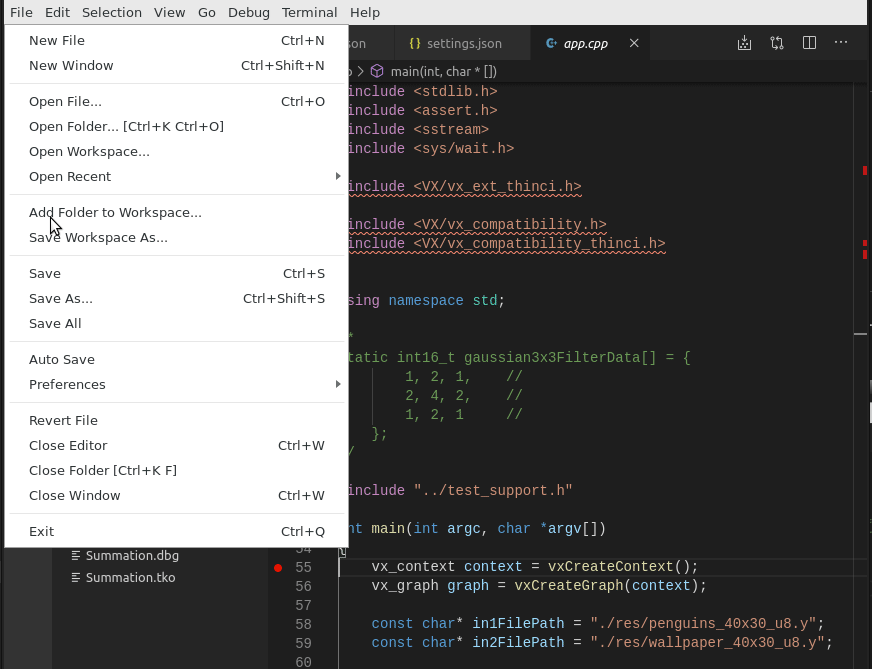 File Edit Selection View Go Debug Terminal Help
New File Ctrl+N
New Window Ctrl+Shift+N
Open File... Ctrl+O
Open Folder... [Ctrl+K Ctrl+O]
Open Workspace...
Open Recent
Add Folder to Workspace...
Save Workspace As...
Save Ctrl+S
Save As... Ctrl+Shift+S
Save All
Auto Save
Preferences
Revert File
Close Editor Ctrl+W
Close Folder [Ctrl+K F]
Close Window Ctrl+W
Exit Ctrl+Q
Summation.dbg
Summation.tko
son {} settings.json C+ app.cpp ×
p > main(int, char * [])
include <stdlib.h>
include <assert.h>
include <sstream>
include <sys/wait.h>
include <VX/vx_ext_thinci.h>
include <VX/vx_compatibility.h>
include <VX/vx_compatibility_thinci.h>
sing namespace std;
*
tatic int16_t gaussian3x3FilterData[] = {
1, 2, 1, //
2, 4, 2, //
1, 2, 1 //
};
/
include "../test_support.h"
nt main(int argc, char *argv[])
54 {
55 vx_context context = vxCreateContext();
56 vx_graph graph = vxCreateGraph(context);
57
58 const char* in1FilePath = "./res/penguins_40x30_u8.y";
59 const char* in2FilePath = "./res/wallpaper_40x30_u8.y";
60